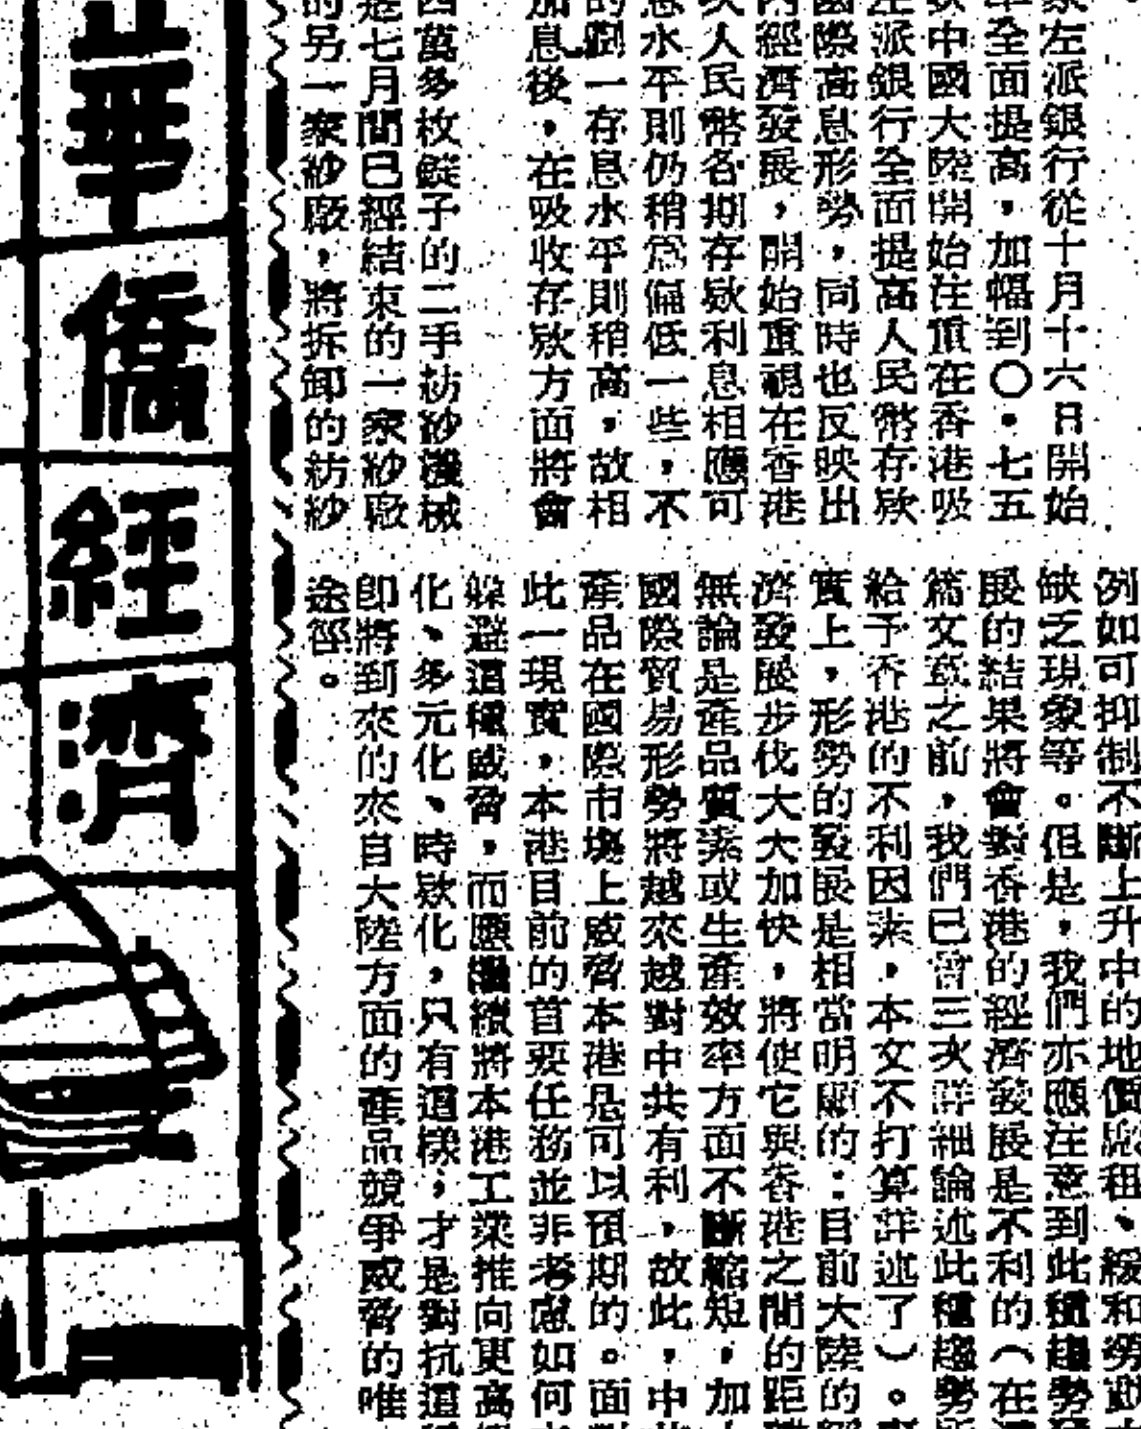 家左派銀行從十月十六日開始
率全面提高，加幅到〇・七五
中國大陸開始注重在香港吸
左派銀行全面提高人民幣存欵
國際高息形勢，同時也反映出
內經濟發展，開始重視在香港
次人民幣各期存欵利息相應可
息水平則仍稍爲偏低一些，不
的一存息水平則稍高，故相
加息後，在吸收存欵方面將會
四萬多枚錠子的二手紡紗機械
是七月間已經結束的一家紗廠
的另一家紗廠，將拆卸的紡紗
例如可抑制不斷上升中的地價廠租、緩和勞
缺乏現象等。但是，我們亦應注意到此種趨勢
展的結果將會對香港的經濟發展是不利的（在
篇文章之前，我們已曾三次詳細論述此種趨勢
給予香港的不利因素，本文不打算詳述了）。
實上，形勢的發展是相當明顯的：目前大陸的
濟發展步伐大大加快，將使它與香港之間的距
無論是產品質素或生產效率方面不斷縮短，加
國際貿易形勢將越來越對中共有利，故此，中
產品在國際市塲上威脅本港是可以預期的。面
此一現實，本港目前的首要任務並非考慮如何
躱避這種威脅，而應繼續將本港工業推向更高
化、多元化、時欵化，只有這樣，才是對抗這
卽將到來的來自大陸方面的產品競爭威脅的唯
途徑。
華僑經濟